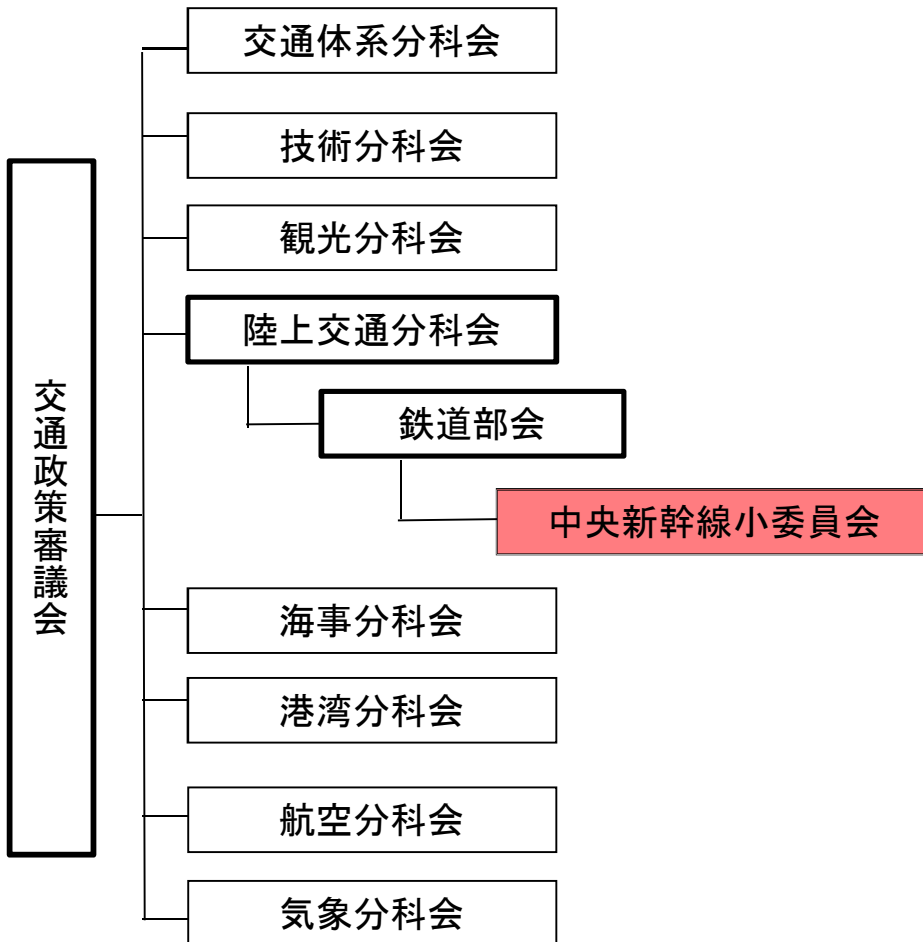 交通体系分科会
技術分科会
観光分科会
陸上交通分科会
鉄道部会
中央新幹線小委員会
交通政策審議会
海事分科会
港湾分科会
航空分科会
気象分科会